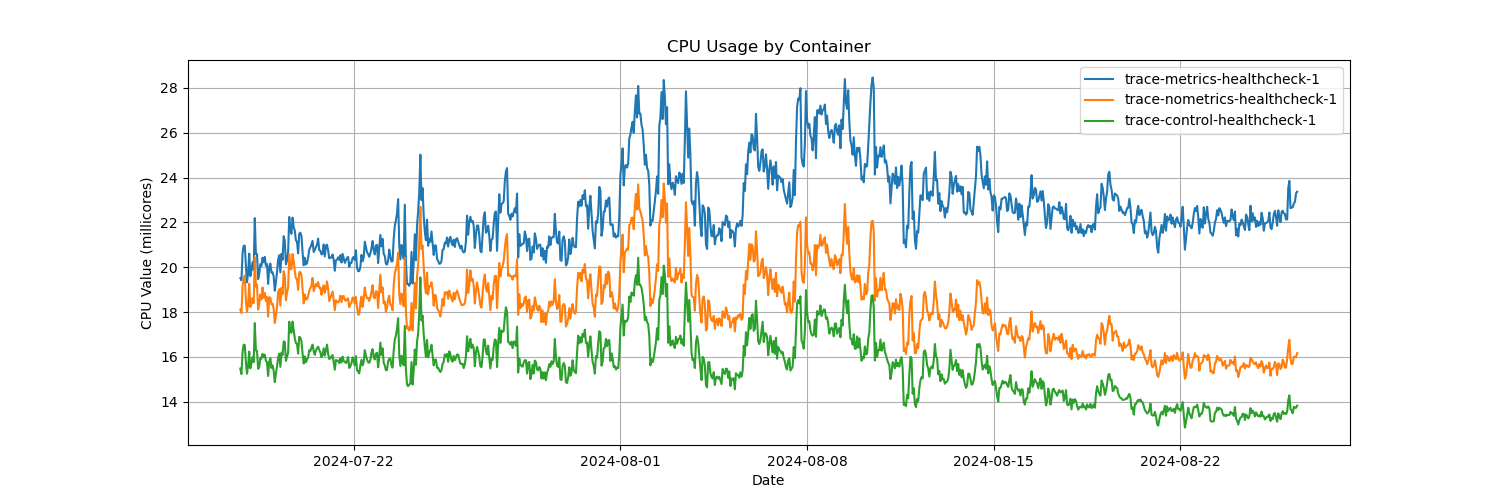 CPU Usage by Container
trace-metrics-healthcheck-1
trace-nometrics-healthcheck-1
trace-control-healthcheck-1
CPU Value (millicores)
28
26
24
22
20
18
16
14
2024-07-22
2024-08-01
2024-08-08
2024-08-15
2024-08-22
Date